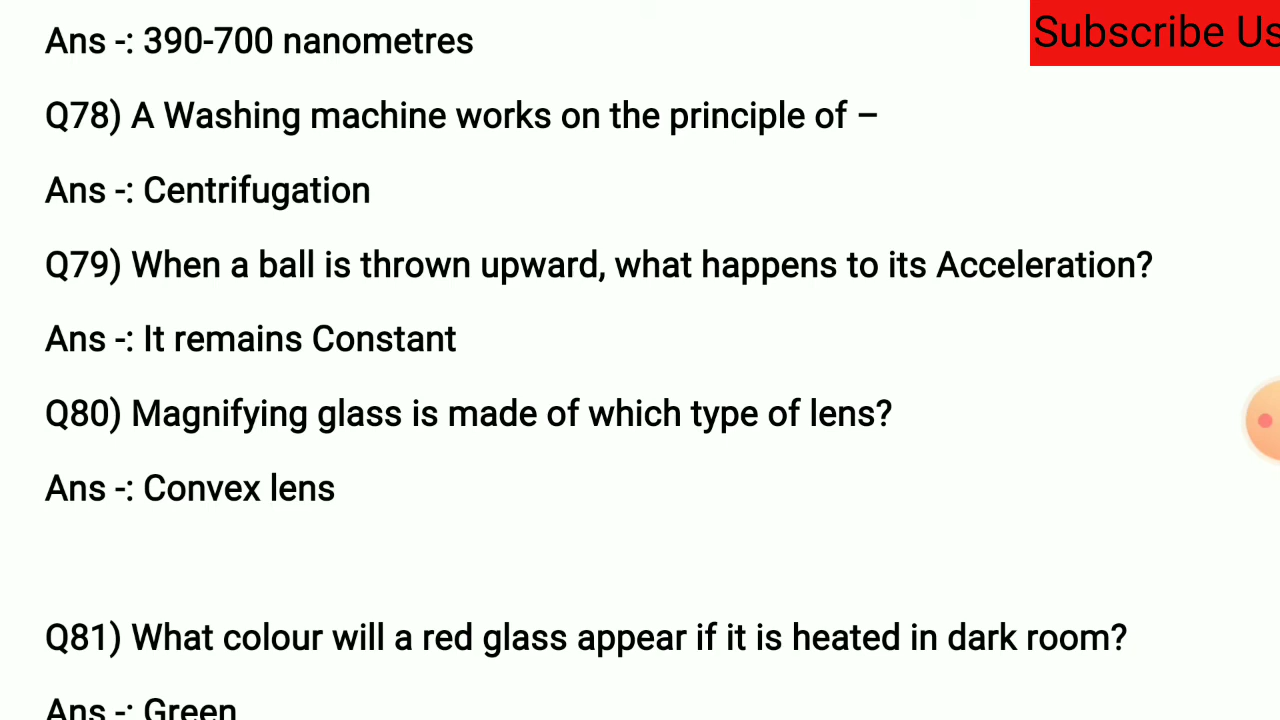 Ans -: 390-700 nanometres
Subscribe Us
Q78) A Washing machine works on the principle of –
Ans -: Centrifugation
Q79) When a ball is thrown upward, what happens to its Acceleration?
Ans -: It remains Constant
Q80) Magnifying glass is made of which type of lens?
Ans -: Convex lens
Q81) What colour will a red glass appear if it is heated in dark room?
Ans -: Green